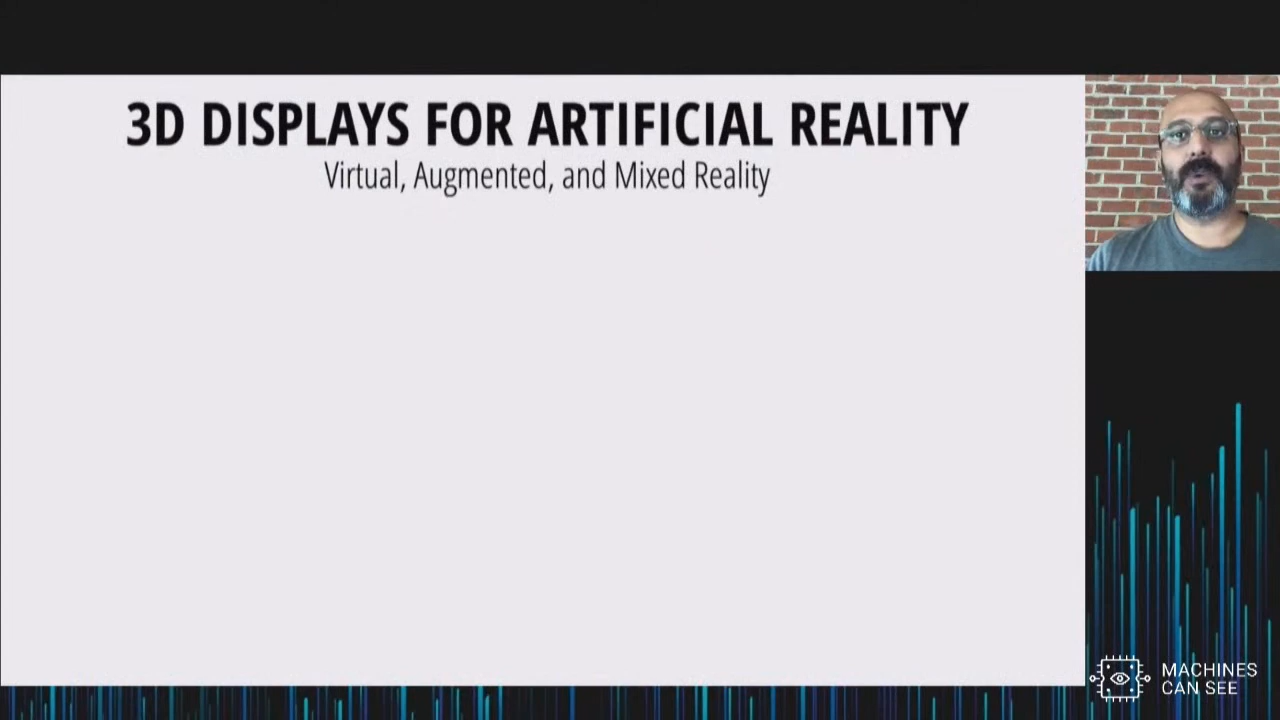 3D DISPLAYS FOR ARTIFICIAL REALITY
Virtual, Augmented, and Mixed Reality
MACHINES
CAN SEE